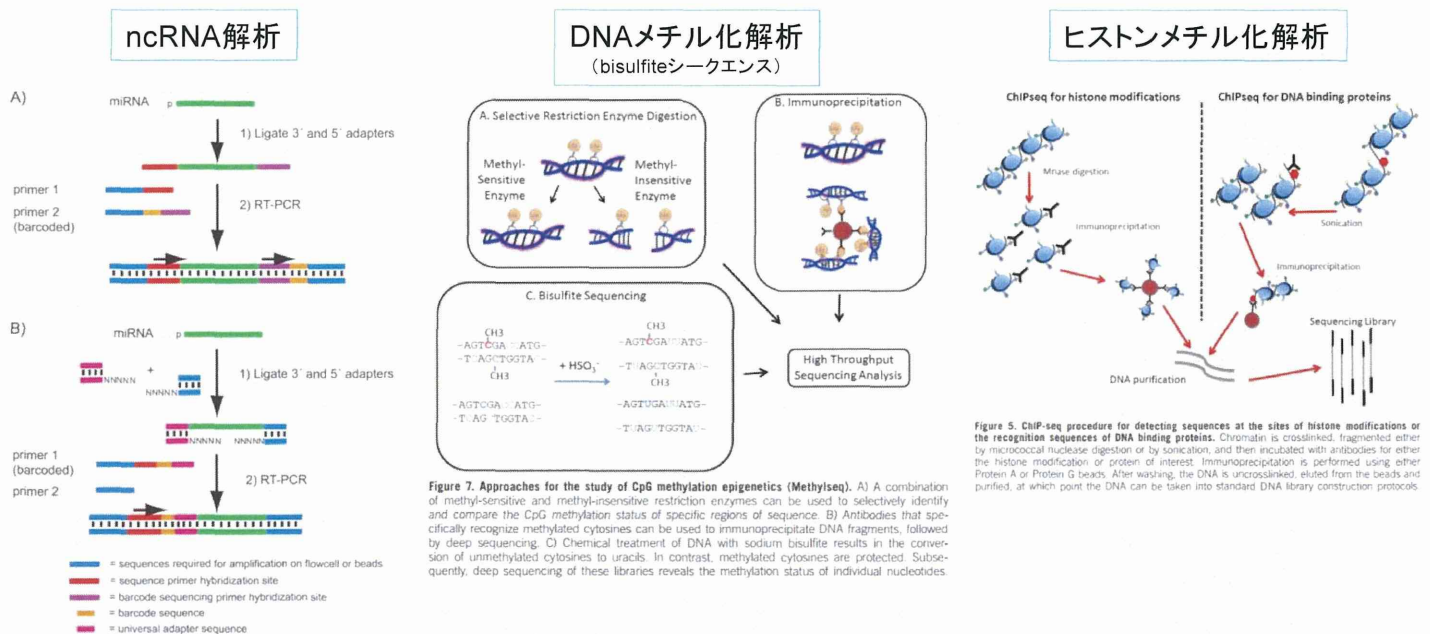 ncRNA解析
A)
miRNA
p
1) Ligate 3` and 5` adapters
primer 1
primer 2
(barcoded)
2) RT-PCR
B)
miRNA
p
+
NNNNN
NNNNN
1) Ligate 3` and 5` adapters
NNNNN
NNNNN
primer 1
(barcoded)
primer 2
2) RT-PCR
= sequences required for amplification on flowcell or beads
= sequence primer hybridization site
= barcode sequencing primer hybridization site
= barcode sequence
= universal adapter sequence
DNAメチル化解析
(bisulfiteシークエンス)
A. Selective Restriction Enzyme Digestion
Methyl-
Sensitive
Enzyme
Methyl-
Insensitive
Enzyme
B. Immunoprecipitation
C. Bisulfite Sequencing
CH3
CH3
+ HSO3-
CH3
CH3
High Throughput
Sequencing Analysis
Figure 7. Approaches for the study of CpG methylation epigenetics (Methylseq). A) A combination
of methyl-sensitive and methyl-insensitive restriction enzymes can be used to selectively identify
and compare the CpG methylation status of specific regions of sequence. B) Antibodies that spe-
cifically recognize methylated cytosines can be used to immunoprecipitate DNA fragments, followed
by deep sequencing. C) Chemical treatment of DNA with sodium bisulfite results in the conver-
sion of unmethylated cytosines to uracils. In contrast, methylated cytosines are protected. Subse-
quently, deep sequencing of these libraries reveals the methylation status of individual nucleotides.
ヒストンメチル化解析
ChIPseq for histone modifications
ChIPseq for DNA binding proteins
Mnase digestion
Immunoprecipitation
Sonication
Immunoprecipitation
Sequencing Library
DNA purification
Figure 5. ChIP-seq procedure for detecting sequences at the sites of histone modifications or
the recognition sequences of DNA binding proteins. Chromatin is crosslinked, fragmented either
by micrococcal nuclease digestion or by sonication, and then incubated with antibodies for either
the histone modification or protein of interest. Immunoprecipitation is performed using either
Protein A or Protein G beads. After washing, the DNA is uncrosslinked, eluted from the beads and
purified, at which point the DNA can be taken into standard DNA library construction protocols.